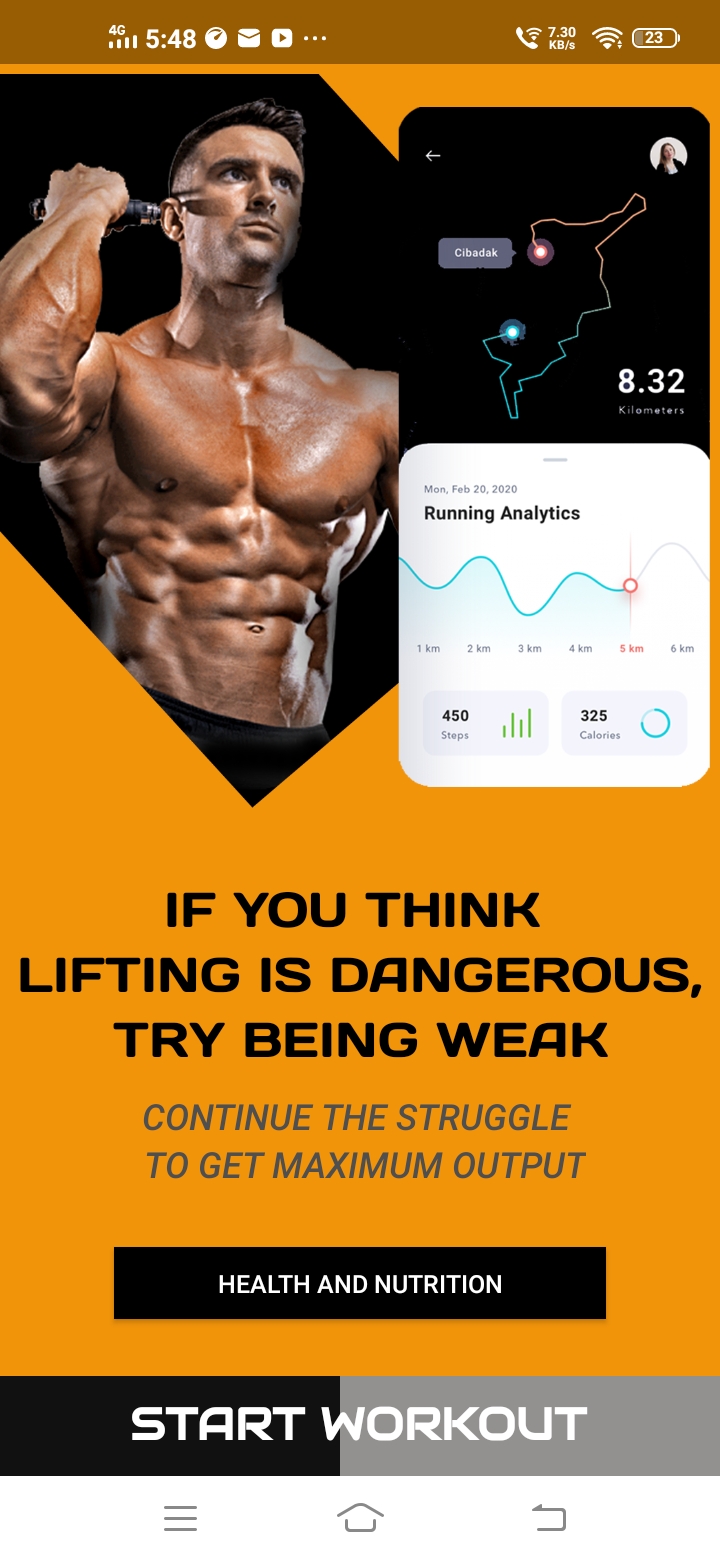 4G
5:48
7.30
KB/s
23
Cibadak
8.32
Kilometers
Mon, Feb 20, 2020
Running Analytics
1 km 2 km 3 km 4 km 5 km 6 km
450
Steps
325
Calories
IF YOU THINK
LIFTING IS DANGEROUS,
TRY BEING WEAK
CONTINUE THE STRUGGLE
TO GET MAXIMUM OUTPUT
HEALTH AND NUTRITION
START WORKOUT